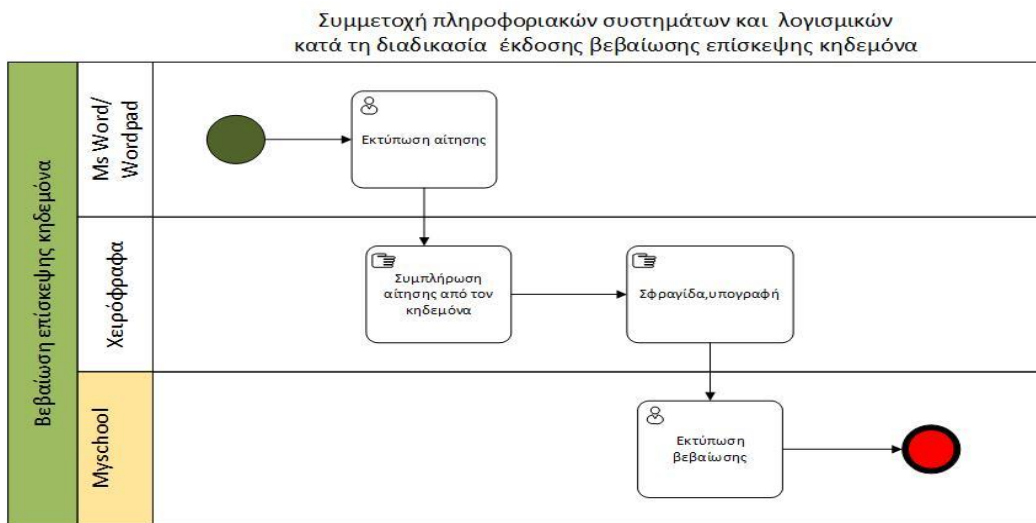 Συμμετοχή πληροφοριακών συστημάτων και λογισμικών
κατά τη διαδικασία έκδοσης βεβαίωσης επίσκεψης κηδεμόνα
Βεβαίωση επίσκεψης κηδεμόνα
Ms Word/
Wordpad
Εκτύπωση αίτησης
Χειρόφραφα
Συμπλήρωση
αίτησης από τον
κηδεμόνα
Σφραγίδα,υπογραφή
Myschool
Εκτύπωση
βεβαίωσης